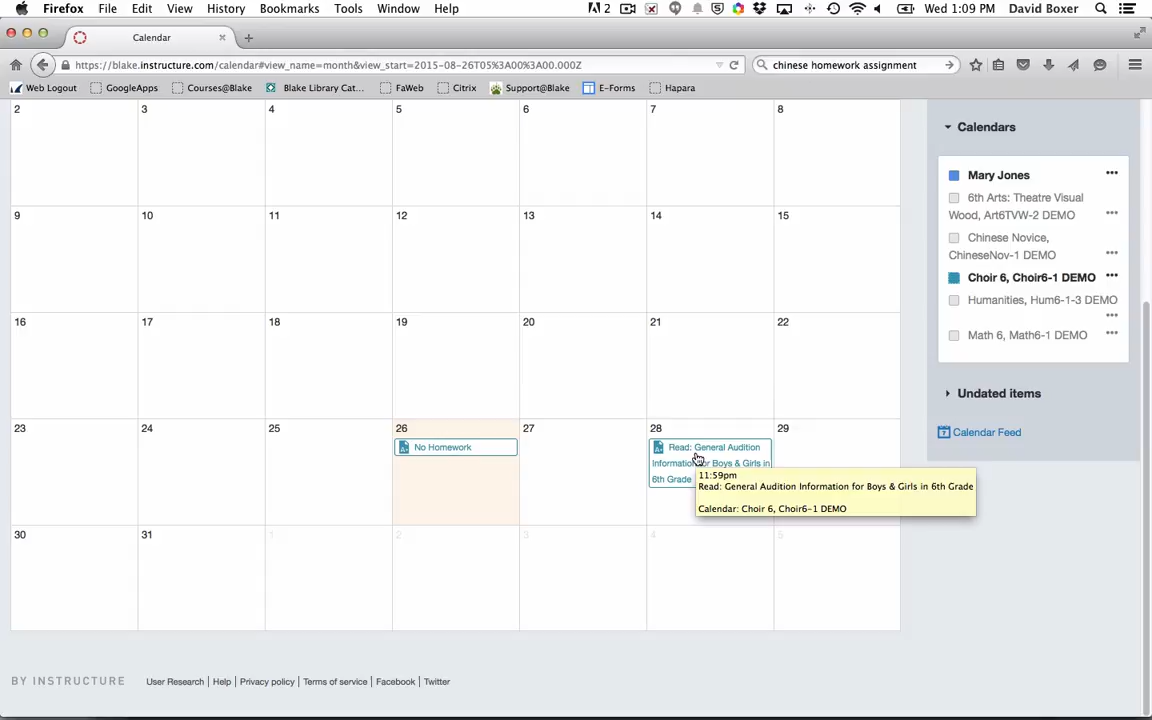 Firefox File Edit View History Bookmarks Tools Window Help 2 Wed 1:09 PM David Boxer
Calendar
https://blake.instructure.com/calendar#view_name=month&view_start=2015-08-26T05%3A00%3A00.000Z chinese homework assignment
Web Logout GoogleApps Courses@Blake Blake Library Cat... FaWeb Citrix Support@Blake E-Forms Hapara
2 3 4 5 6 7 8
9 10 11 12 13 14 15
16 17 18 19 20 21 22
23 24 25 26 27 28 29
No Homework
Read: General Audition
Information for Boys & Girls in
6th Grade
11:59pm
Read: General Audition Information for Boys & Girls in 6th Grade
Calendar: Choir 6, Choir6-1 DEMO
30 31 1 2 3 4 5
Calendars
Mary Jones
6th Arts: Theatre Visual
Wood, Art6TVW-2 DEMO
Chinese Novice,
ChineseNov-1 DEMO
Choir 6, Choir6-1 DEMO
Humanities, Hum6-1-3 DEMO
Math 6, Math6-1 DEMO
Undated items
Calendar Feed
BY INSTRUCTURE User Research | Help | Privacy policy | Terms of service | Facebook | Twitter